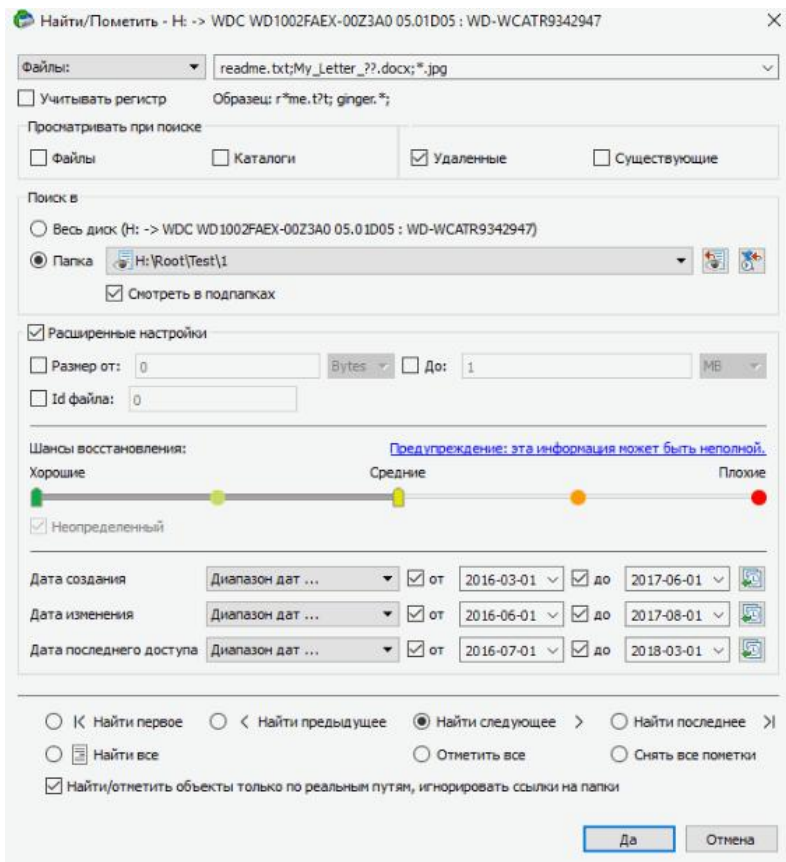 Найти/Пометить - H: -> WDC WD1002FAEX-00Z3A0 05.01D05 : WD-WCATR9342947
Файлы: readme.txt;My_Letter_??.docx;*.jpg
Учитывать регистр Образец: r*me.t?t; ginger.*;
Просматривать при поиске
Файлы Каталоги Удаленные Существующие
Поиск в
Весь диск (H: -> WDC WD1002FAEX-00Z3A0 05.01D05 : WD-WCATR9342947)
Папка H:\Root\Test\1
Смотреть в подпапках
Расширенные настройки
Размер от: 0 Bytes До: 1 MB
Id файла: 0
Шансы восстановления: Предупреждение: эта информация может быть неполной.
Хорошие Средние Плохие
Неопределенный
Дата создания Диапазон дат ... от 2016-03-01 до 2017-06-01
Дата изменения Диапазон дат ... от 2016-06-01 до 2017-08-01
Дата последнего доступа Диапазон дат ... от 2016-07-01 до 2018-03-01
Найти первое Найти предыдущее Найти следующее Найти последнее
Найти все Отметить все Снять все пометки
Найти/отметить объекты только по реальным путям, игнорировать ссылки на папки
Да Отмена